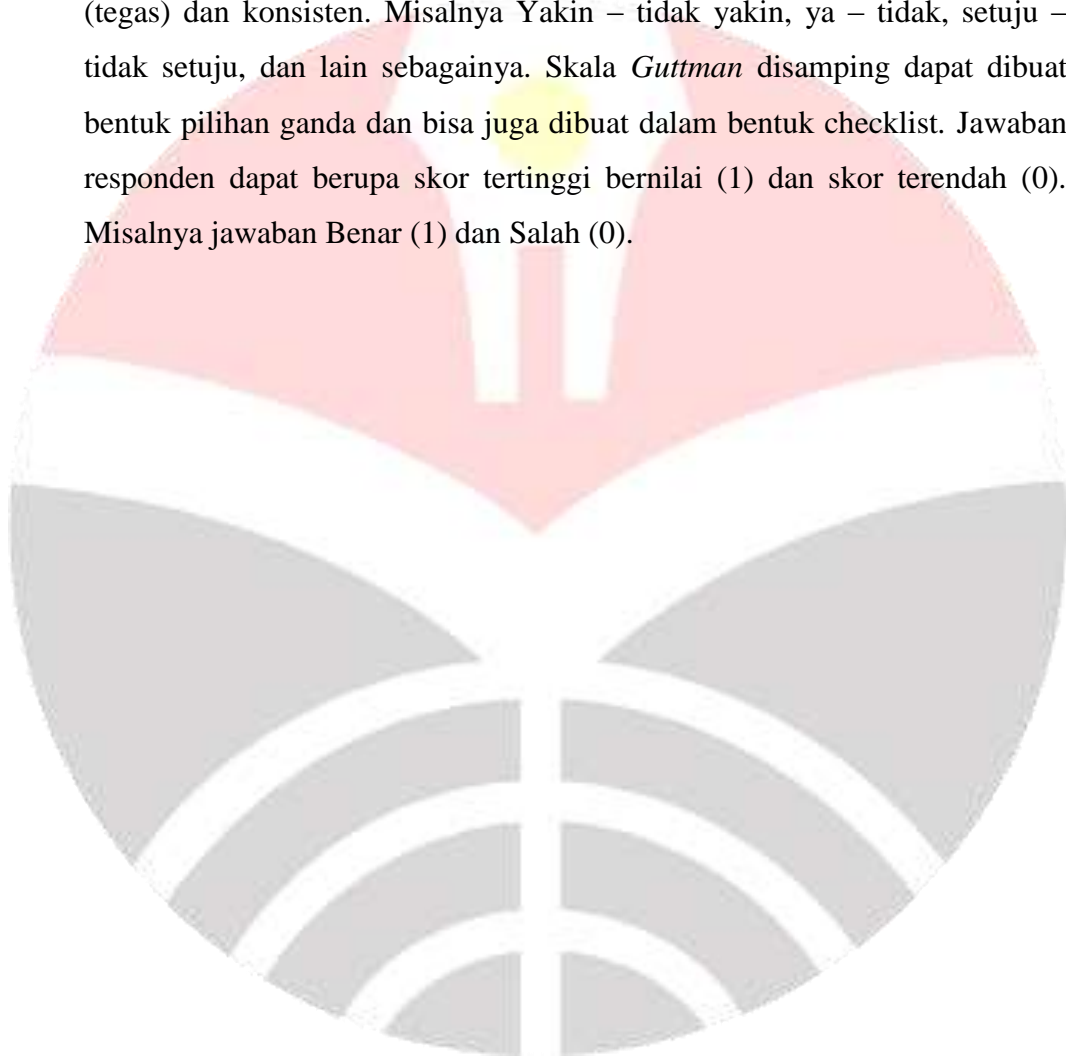 (tegas) dan konsisten. Misalnya Yakin – tidak yakin, ya – tidak, setuju –
tidak setuju, dan lain sebagainya. Skala Guttman disamping dapat dibuat
bentuk pilihan ganda dan bisa juga dibuat dalam bentuk checklist. Jawaban
responden dapat berupa skor tertinggi bernilai (1) dan skor terendah (0).
Misalnya jawaban Benar (1) dan Salah (0).